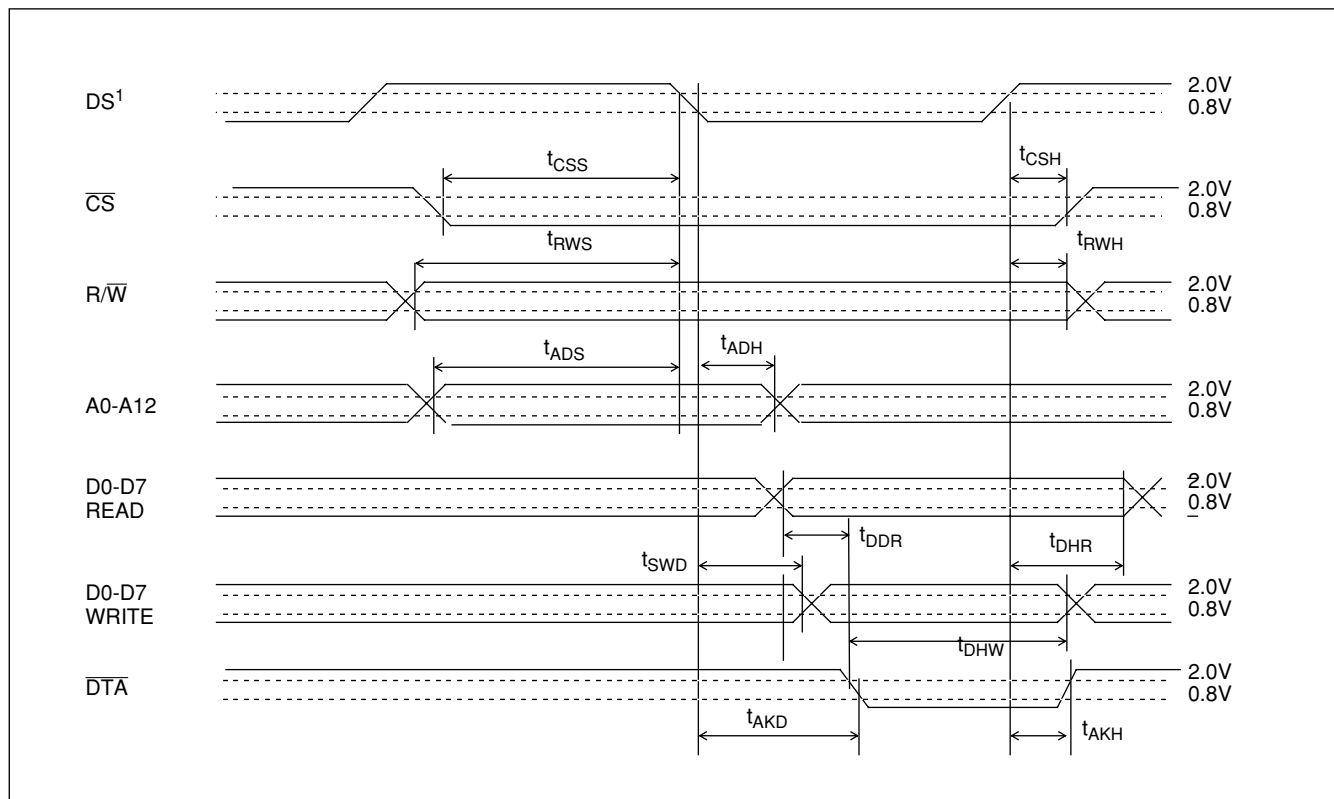 DS¹ 2.0V
0.8V
tCSS tCSH
C̅S̅ 2.0V
0.8V
tRWS tRWH
R/W̅ 2.0V
0.8V
tADS tADH
A0-A12 2.0V
0.8V
D0-D7 2.0V
READ 0.8V
tDDR tDHR
tSWD
D0-D7 2.0V
WRITE 0.8V
tDHW
D̅T̅A̅ 2.0V
0.8V
tAKD tAKH